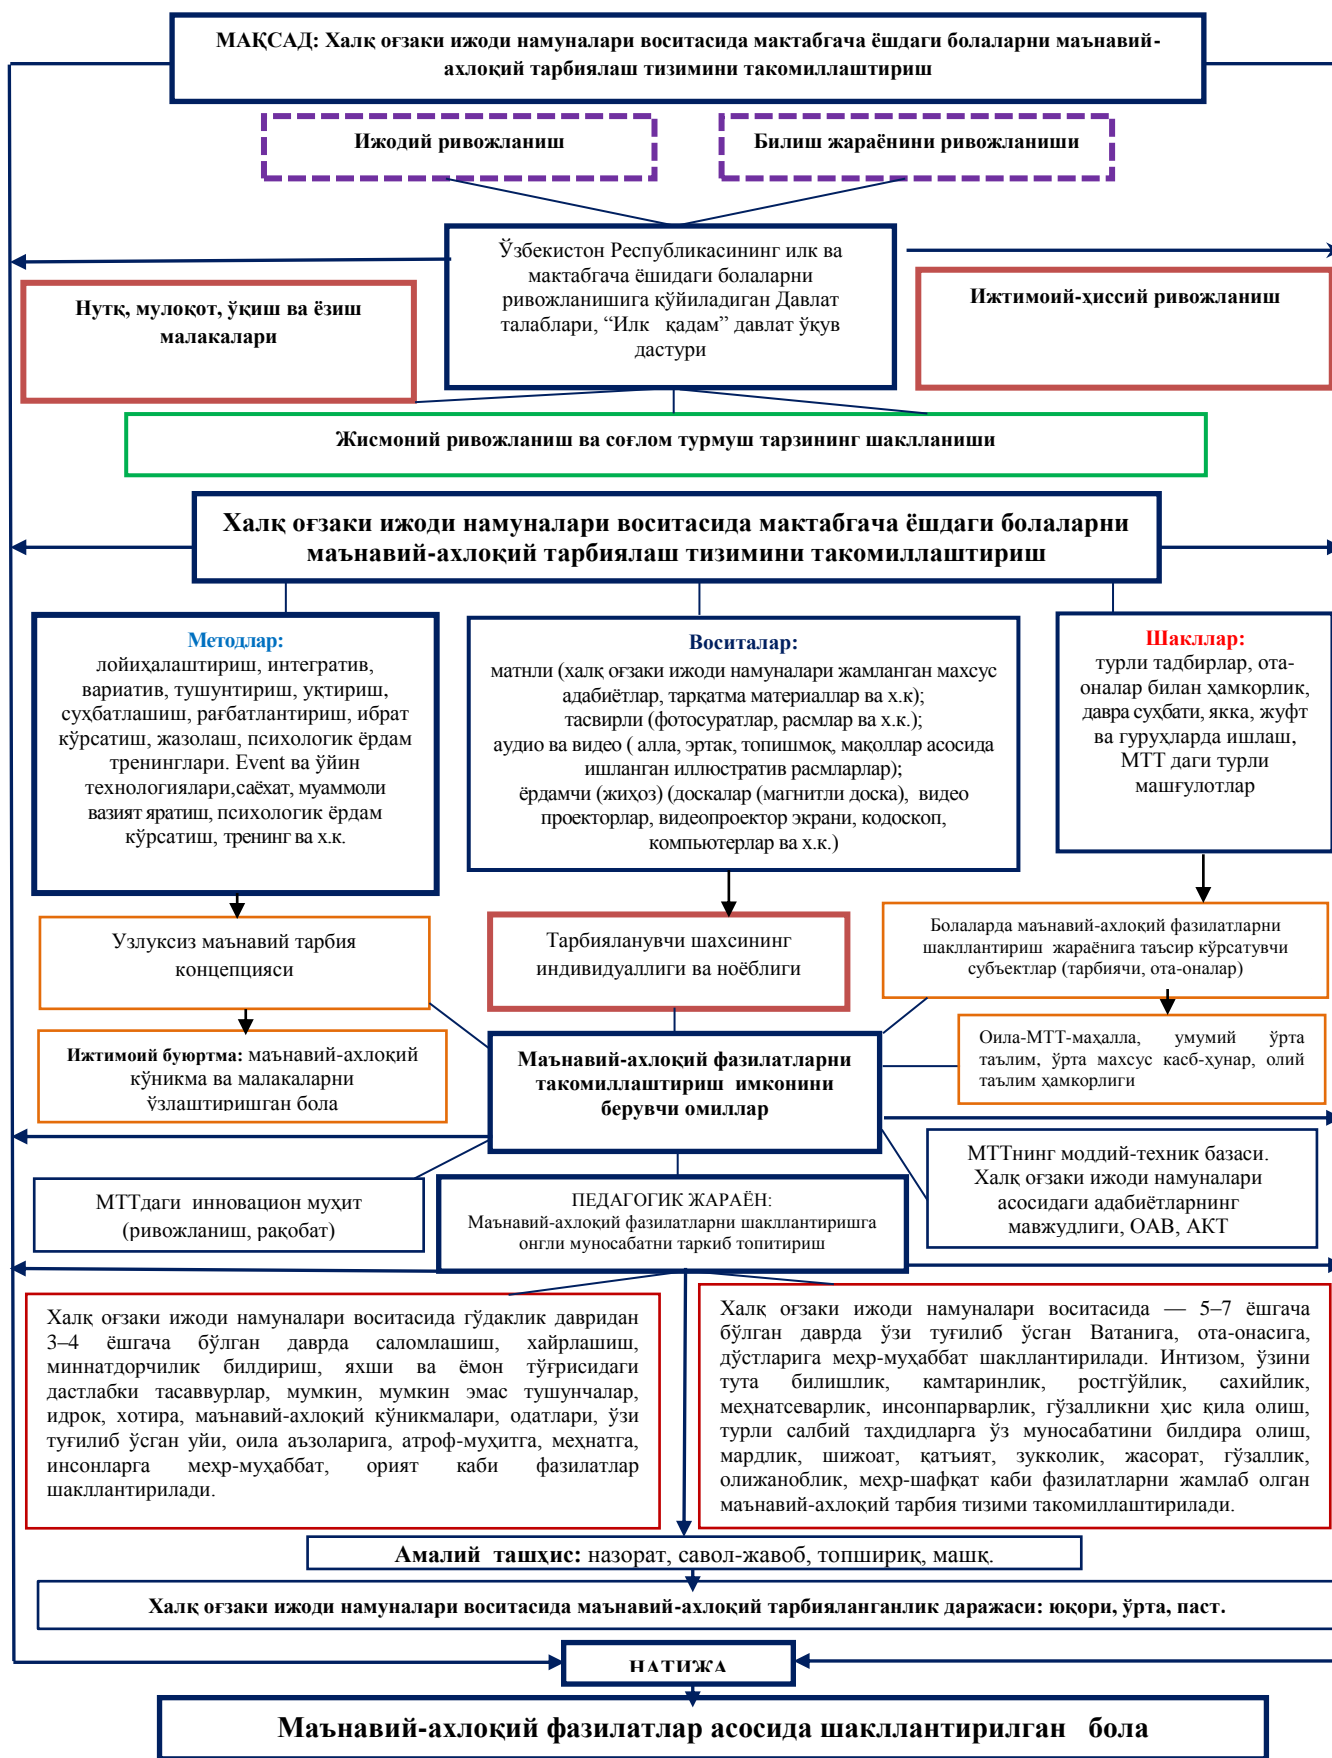 МАҚСАД: Халқ оғзаки ижоди намуналари воситасида мактабгача ёшдаги болаларни маънавий-
ахлоқий тарбиялаш тизимини такомиллаштириш
Ижодий ривожланиш
Билиш жараёнини ривожланиши
Ўзбекистон Республикасининг илк ва
мактабгача ёшидаги болаларни
ривожланишига қўйиладиган Давлат
талаблари, “Илк қадам” давлат ўқув
дастури
Нутқ, мулоқот, ўқиш ва ёзиш
малакалари
Ижтимоий-ҳиссий ривожланиш
Жисмоний ривожланиш ва соғлом турмуш тарзининг шаклланиши
Халқ оғзаки ижоди намуналари воситасида мактабгача ёшдаги болаларни
маънавий-ахлоқий тарбиялаш тизимини такомиллаштириш
Методлар:
лойиҳалаштириш, интегратив,
вариатив, тушунтириш, уқтириш,
суҳбатлашиш, рағбатлантириш, ибрат
кўрсатиш, жазолаш, психологик ёрдам
тренинглари. Event ва ўйин
технологиялари,саёхат, муаммоли
вазият яратиш, психологик ёрдам
кўрсатиш, тренинг ва х.к.
Воситалар:
матнли (халқ оғзаки ижоди намуналари жамланган махсус
адабиётлар, тарқатма материаллар ва х.к);
тасвирли (фотосуратлар, расмлар ва х.к.);
аудио ва видео ( алла, эртак, топишмоқ, мақоллар асосида
ишланган иллюстратив расмларлар);
ёрдамчи (жиҳоз) (доскалар (магнитли доска), видео
проекторлар, видеопроектор экрани, кодоскоп,
компьютерлар ва х.к.)
Шакллар:
турли тадбирлар, ота-
оналар билан ҳамкорлик,
давра суҳбати, якка, жуфт
ва гуруҳларда ишлаш,
МТТ даги турли
машғулотлар
Узлуксиз маънавий тарбия
концепцияси
Тарбияланувчи шахсининг
индивидуаллиги ва ноёблиги
Болаларда маънавий-ахлоқий фазилатларни
шакллантириш жараёнига таъсир кўрсатувчи
субъектлар (тарбиячи, ота-оналар)
Ижтимоий буюртма: маънавий-ахлоқий
кўникма ва малакаларни
ўзлаштиришган бола
Маънавий-ахлоқий фазилатларни
такомиллаштириш имконини
берувчи омиллар
Оила-МТТ-маҳалла, умумий ўрта
таълим, ўрта махсус касб-хунар, олий
таълим ҳамкорлиги
МТТдаги инновацион муҳит
(ривожланиш, рақобат)
ПЕДАГОГИК ЖАРАЁН:
Маънавий-ахлоқий фазилатларни шакллантиришга
онгли муносабатни таркиб топитириш
МТТнинг моддий-техник базаси.
Халқ оғзаки ижоди намуналари
асосидаги адабиётларнинг
мавжудлиги, ОАВ, АКТ
Халқ оғзаки ижоди намуналари воситасида гўдаклик давридан
3–4 ёшгача бўлган даврда саломлашиш, хайрлашиш,
миннатдорчилик билдириш, яхши ва ёмон тўғрисидаги
дастлабки тасаввурлар, мумкин, мумкин эмас тушунчалар,
идрок, хотира, маънавий-ахлоқий кўникмалари, одатлари, ўзи
туғилиб ўсган уйи, оила аъзоларига, атроф-муҳитга, меҳнатга,
инсонларга меҳр-муҳаббат, орият каби фазилатлар
шакллантирилади.
Халқ оғзаки ижоди намуналари воситасида — 5–7 ёшгача
бўлган даврда ўзи туғилиб ўсган Ватанига, ота-онасига,
дўстларига меҳр-муҳаббат шакллантирилади. Интизом, ўзини
тута билишлик, камтаринлик, ростгўйлик, сахийлик,
меҳнатсеварлик, инсонпарварлик, гўзалликни ҳис қила олиш,
турли салбий таҳдидларга ўз муносабатини билдира олиш,
мардлик, шижоат, қатъият, зукколик, жасорат, гўзаллик,
олижаноблик, меҳр-шафқат каби фазилатларни жамлаб олган
маънавий-ахлоқий тарбия тизими такомиллаштирилади.
Амалий ташҳис: назорат, савол-жавоб, топшириқ, машқ.
Халқ оғзаки ижоди намуналари воситасида маънавий-ахлоқий тарбияланганлик даражаси: юқори, ўрта, паст.
НАТИЖА
Маънавий-ахлоқий фазилатлар асосида шакллантирилган бола